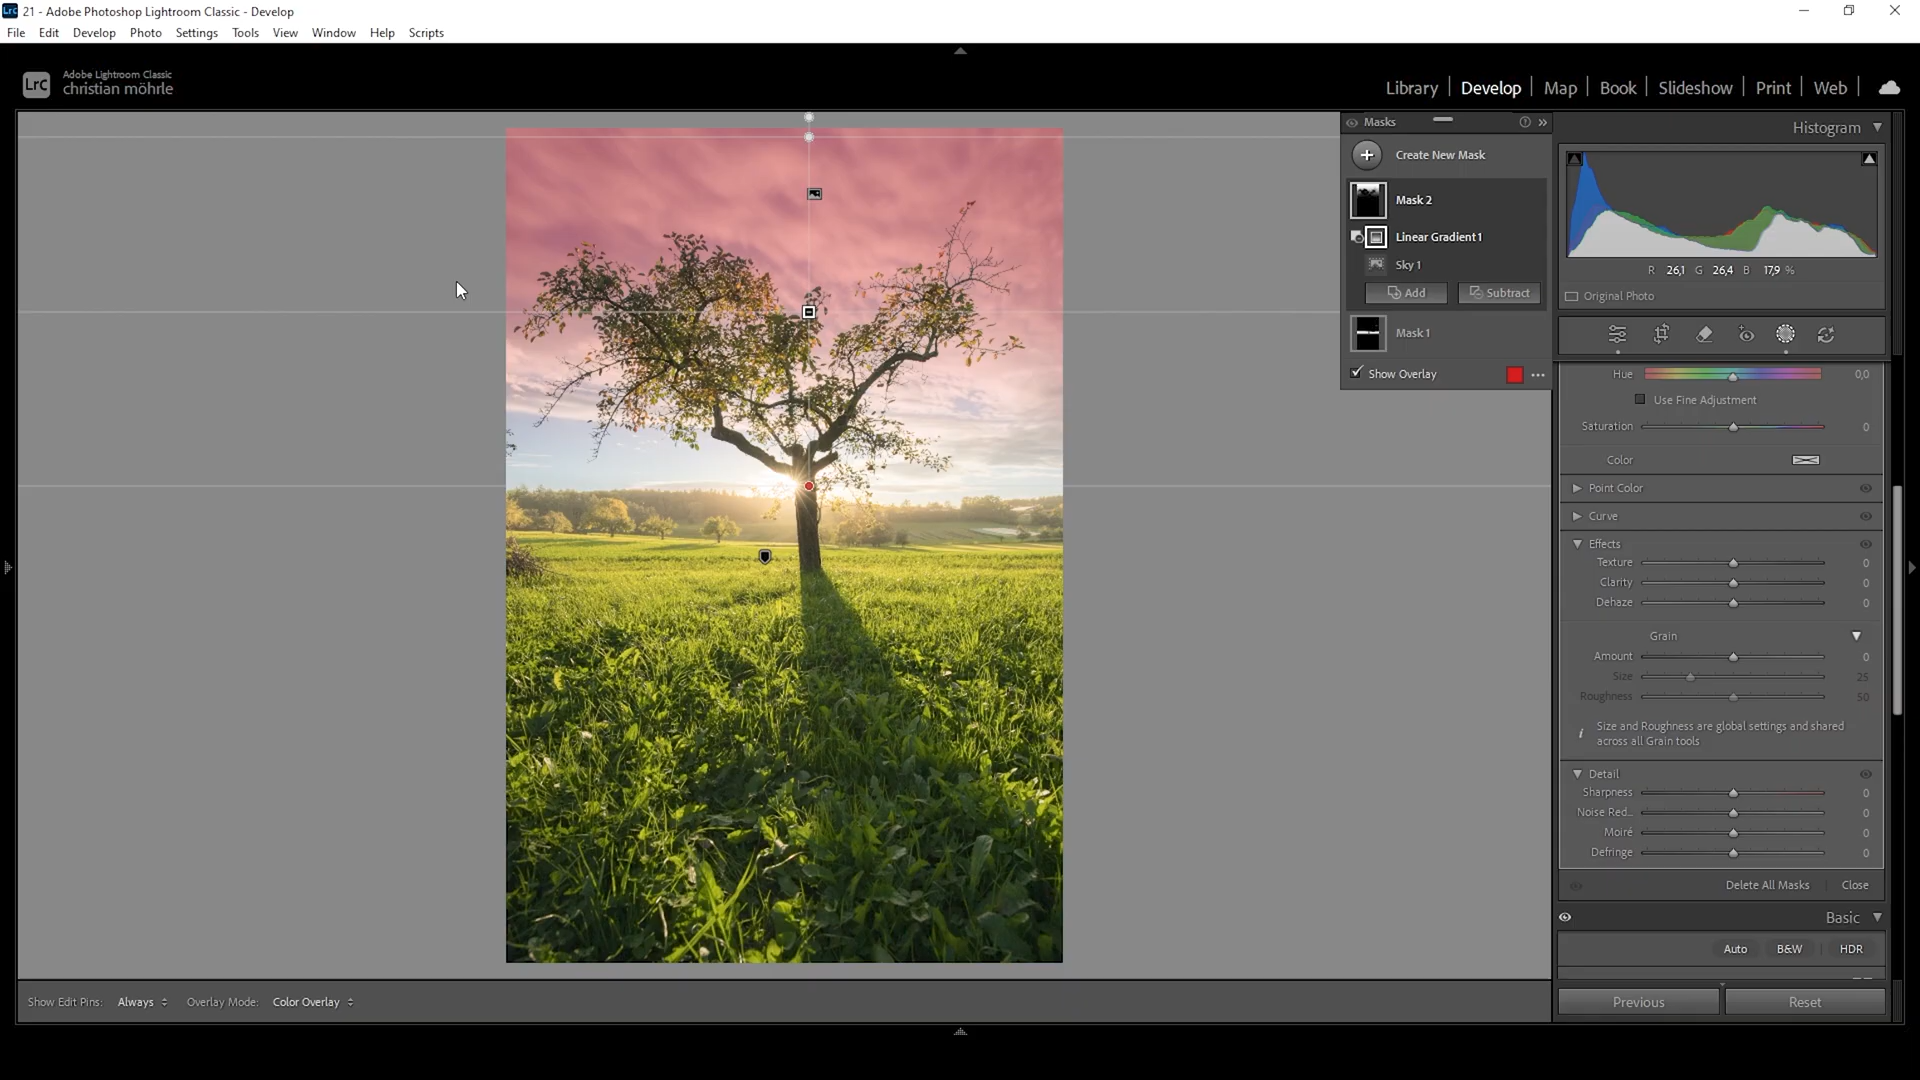 21 - Adobe Photoshop Lightroom Classic - Develop
File Edit Develop Photo Settings Tools View Window Help Scripts
Lrc
Adobe Lightroom Classic
christian möhrle
Library | Develop | Map | Book | Slideshow | Print | Web
Masks
Create New Mask
Mask 2
Linear Gradient 1
Sky 1
Add Subtract
Mask 1
Show Overlay
Histogram
R 26,1 G 26,4 B 17,9 %
Original Photo
Hue 0,0
Use Fine Adjustment
Saturation 0
Color
Point Color
Curve
Effects
Texture 0
Clarity 0
Dehaze 0
Grain
Amount 0
Size 25
Roughness 50
Size and Roughness are global settings and shared
across all Grain tools
Detail
Sharpness 0
Noise Red... 0
Moiré 0
Defringe 0
Delete All Masks Close
Basic
Auto B&W HDR
Previous Reset
Show Edit Pins: Always Overlay Mode: Color Overlay